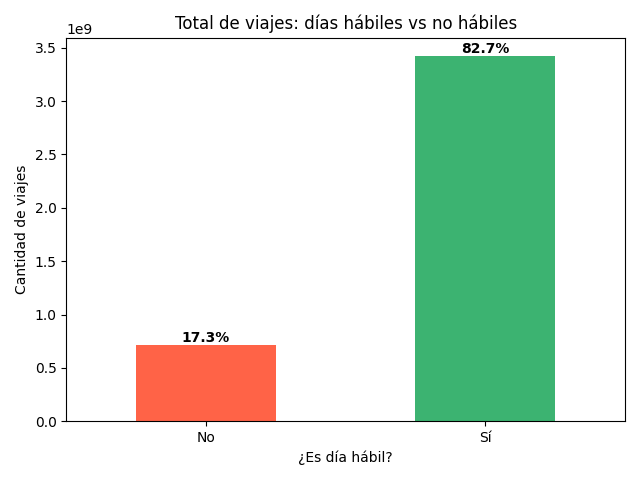 Total de viajes: días hábiles vs no hábiles
1e9
3.5
3.0
2.5
2.0
1.5
1.0
0.5
0.0
Cantidad de viajes
17.3%
82.7%
No
Sí
¿Es día hábil?